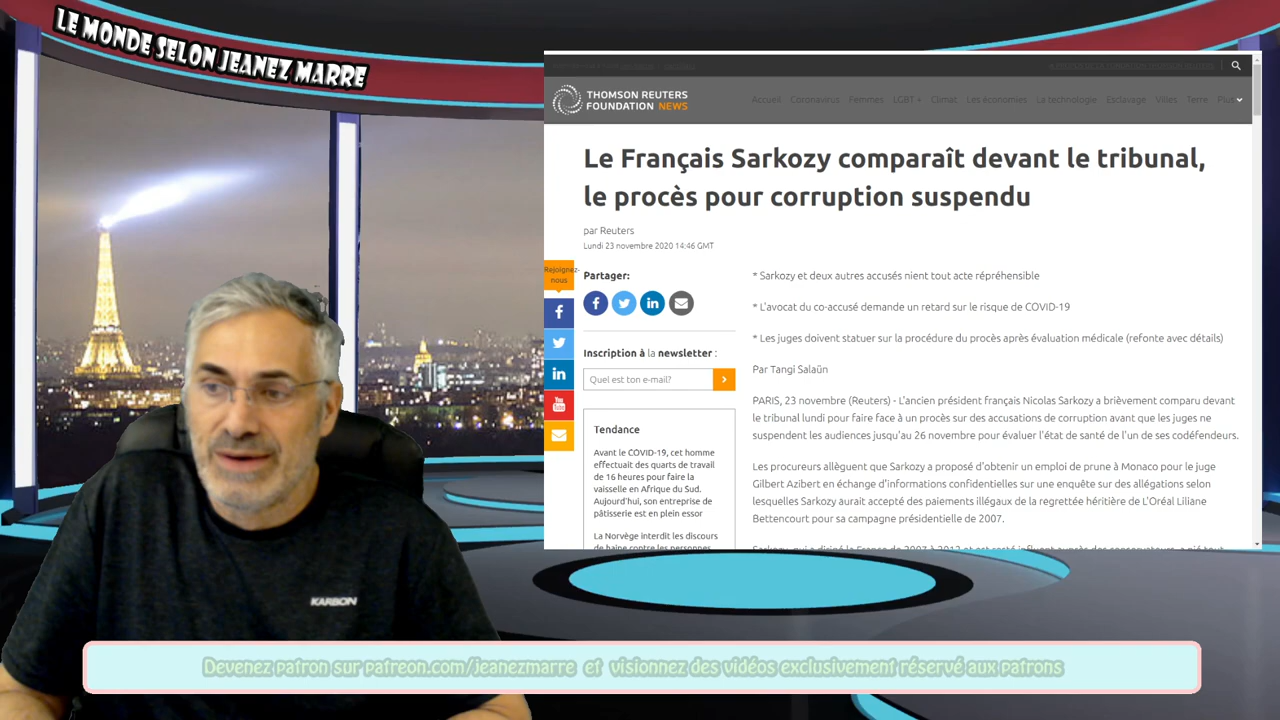 LE MONDE SELON JEANEZ MARRE
THOMSON REUTERS
FOUNDATION NEWS
Accueil Coronavirus Femmes LGBT + Climat Les économies La technologie Esclavage Villes Terre Plus
Le Français Sarkozy comparaît devant le tribunal,
le procès pour corruption suspendu
par Reuters
Lundi 23 novembre 2020 14:46 GMT
Rejoignez-
nous
Partager:
Inscription à la newsletter :
Quel est ton e-mail?
Tendance
Avant le COVID-19, cet homme
effectuait des quarts de travail
de 16 heures pour faire la
vaisselle en Afrique du Sud.
Aujourd'hui, son entreprise de
pâtisserie est en plein essor
La Norvège interdit les discours
de haine contre les personnes
* Sarkozy et deux autres accusés nient tout acte répréhensible
* L'avocat du co-accusé demande un retard sur le risque de COVID-19
* Les juges doivent statuer sur la procédure du procès après évaluation médicale (refonte avec détails)
Par Tangi Salaün
PARIS, 23 novembre (Reuters) - L'ancien président français Nicolas Sarkozy a brièvement comparu devant
le tribunal lundi pour faire face à un procès sur des accusations de corruption avant que les juges ne
suspendent les audiences jusqu'au 26 novembre pour évaluer l'état de santé de l'un de ses codéfendeurs.
Les procureurs allèguent que Sarkozy a proposé d'obtenir un emploi de prune à Monaco pour le juge
Gilbert Azibert en échange d'informations confidentielles sur une enquête sur des allégations selon
lesquelles Sarkozy aurait accepté des paiements illégaux de la regrettée héritière de L'Oréal Liliane
Bettencourt pour sa campagne présidentielle de 2007.
KARBON
Devenez patron sur patreon.com/jeanezmarre et visionnez des vidéos exclusivement réservé aux patrons